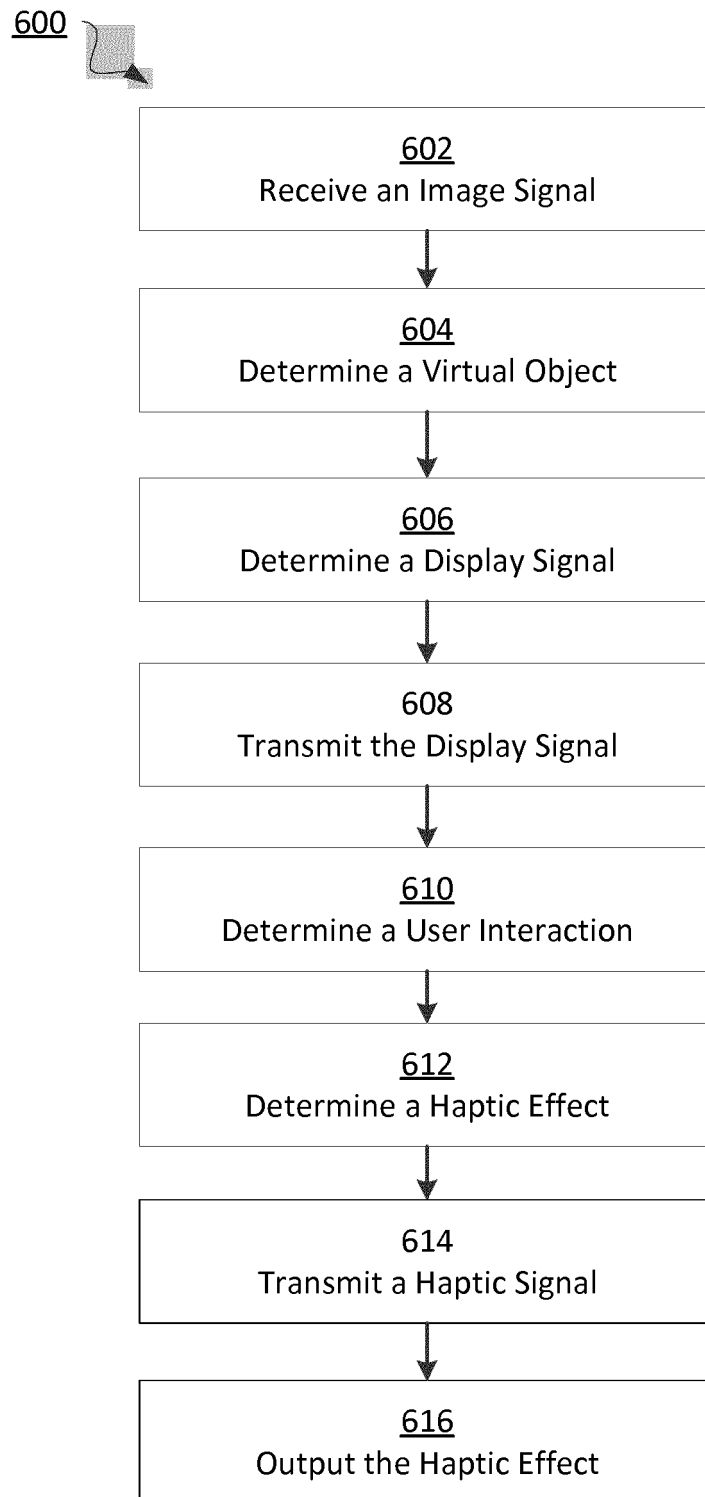 600
602
Receive an Image Signal
604
Determine a Virtual Object
606
Determine a Display Signal
608
Transmit the Display Signal
610
Determine a User Interaction
612
Determine a Haptic Effect
614
Transmit a Haptic Signal
616
Output the Haptic Effect